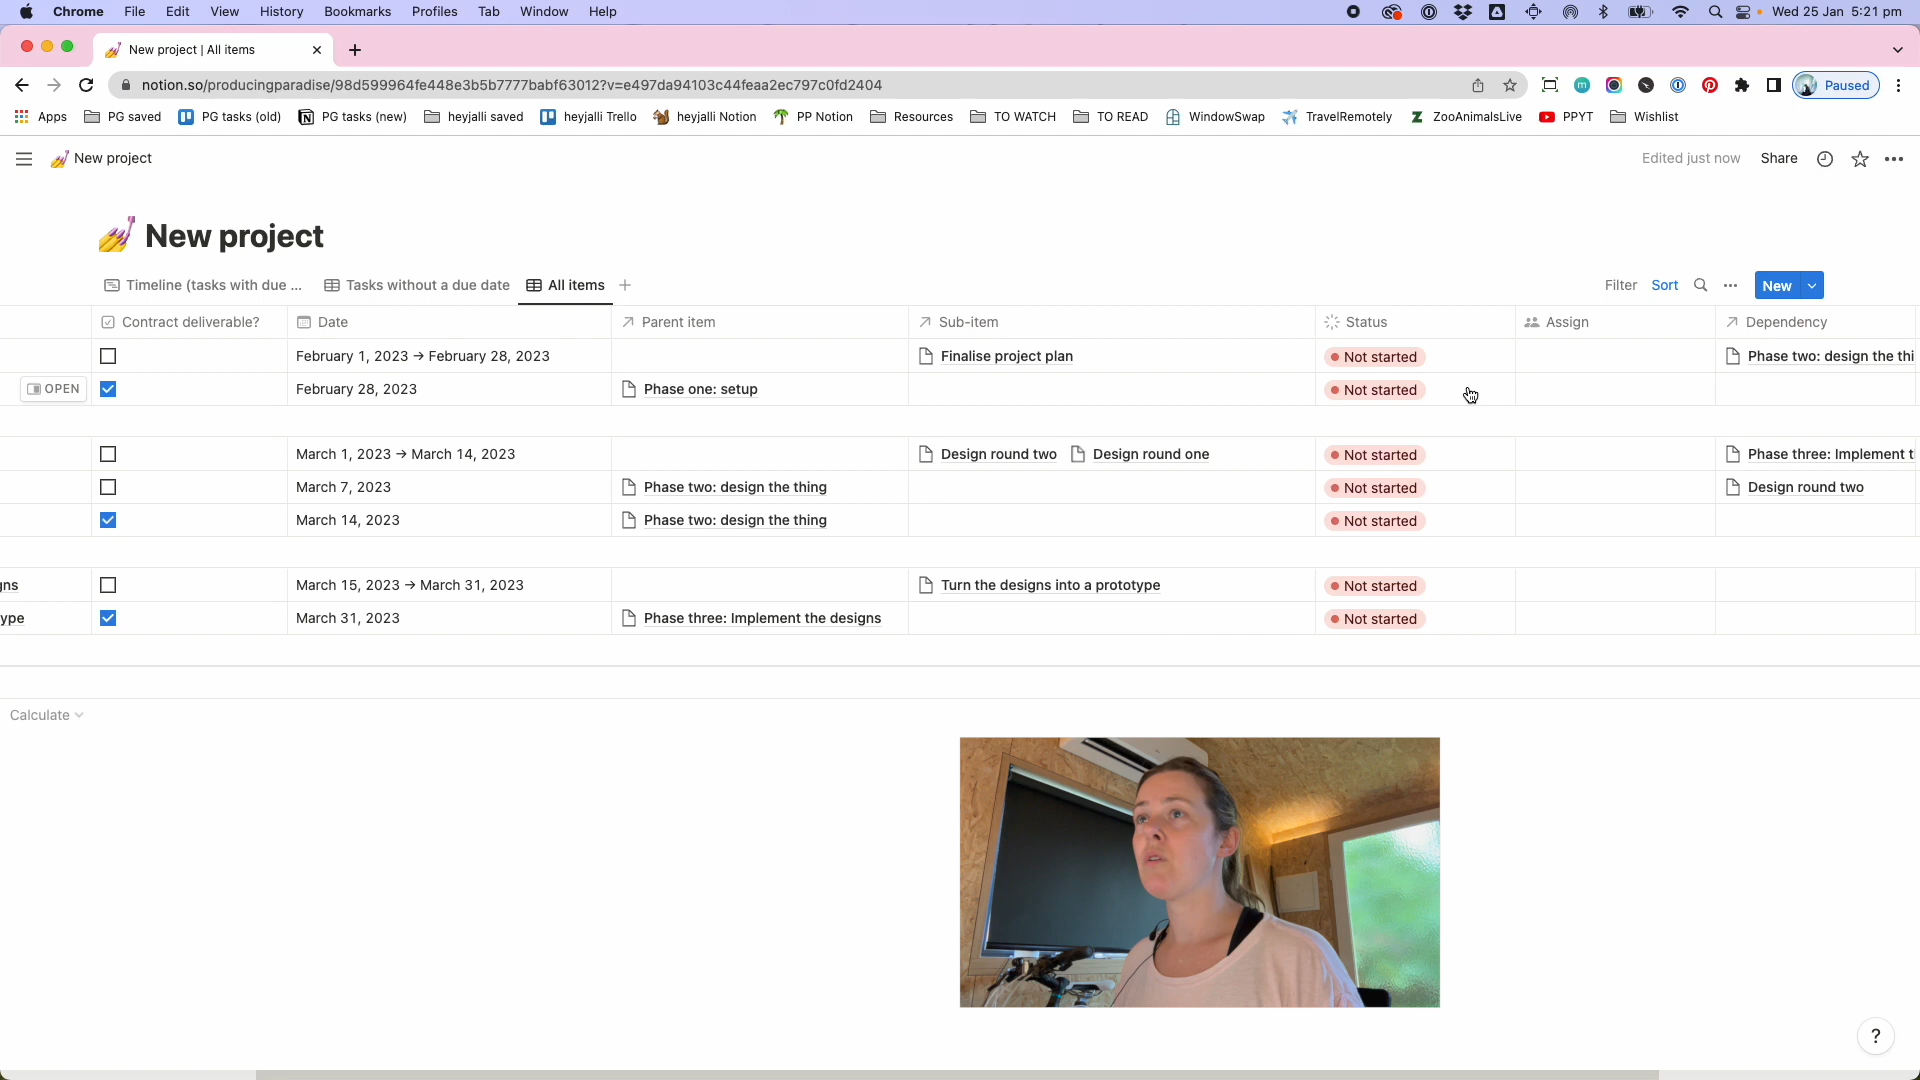 Chrome File Edit View History Bookmarks Profiles Tab Window Help Wed 25 Jan 5:21 pm
New project | All items
notion.so/producingparadise/98d599964fe448e3b5b7777babf63012?v=e497da94103c44feaa2ec797c0fd2404 Paused
Apps PG saved PG tasks (old) PG tasks (new) heyjalli saved heyjalli Trello heyjalli Notion PP Notion Resources TO WATCH TO READ WindowSwap TravelRemotely ZooAnimalsLive PPYT Wishlist
New project Edited just now Share
New project
Timeline (tasks with due ... Tasks without a due date All items Filter Sort New
Contract deliverable? Date Parent item Sub-item Status Assign Dependency
February 1, 2023 → February 28, 2023 Finalise project plan Not started Phase two: design the thi
OPEN February 28, 2023 Phase one: setup Not started
March 1, 2023 → March 14, 2023 Design round two Design round one Not started Phase three: Implement t
March 7, 2023 Phase two: design the thing Not started Design round two
March 14, 2023 Phase two: design the thing Not started
gns March 15, 2023 → March 31, 2023 Turn the designs into a prototype Not started
ype March 31, 2023 Phase three: Implement the designs Not started
Calculate
?